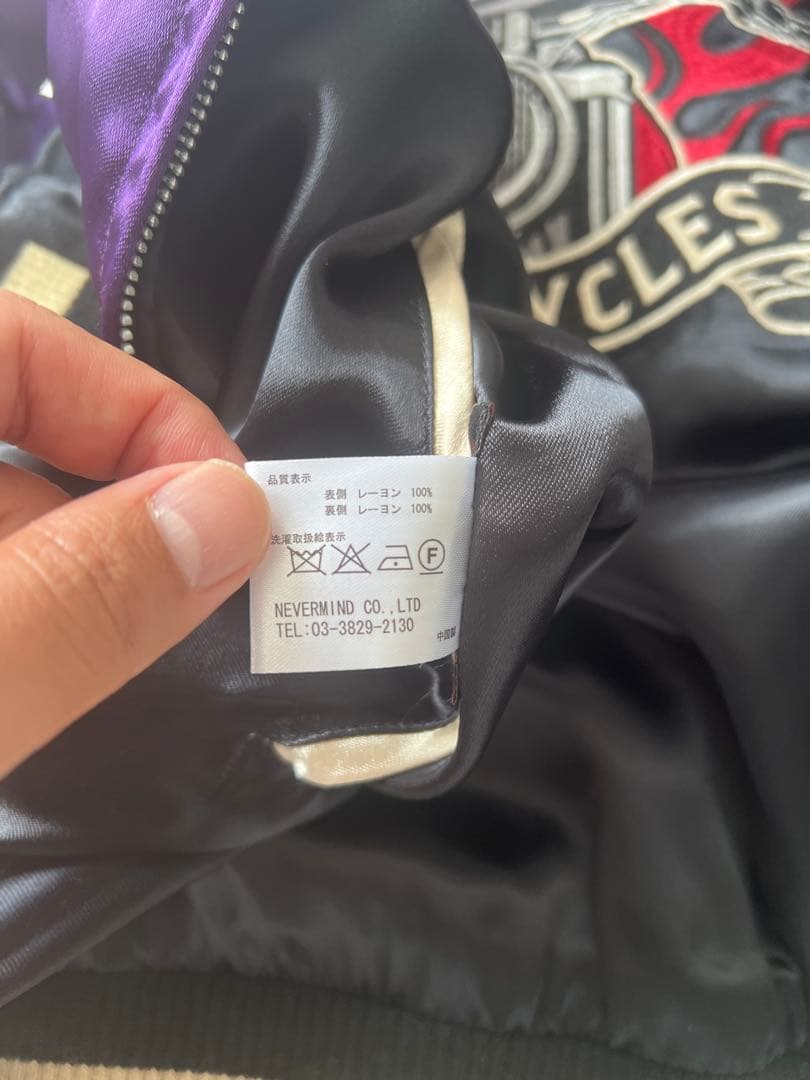 YCLES
品質表示
表側 レーヨン 100%
裏側 レーヨン 100%
洗濯取扱絵表示
F
NEVERMIND CO.,LTD
TEL:03-3829-2130
中国製